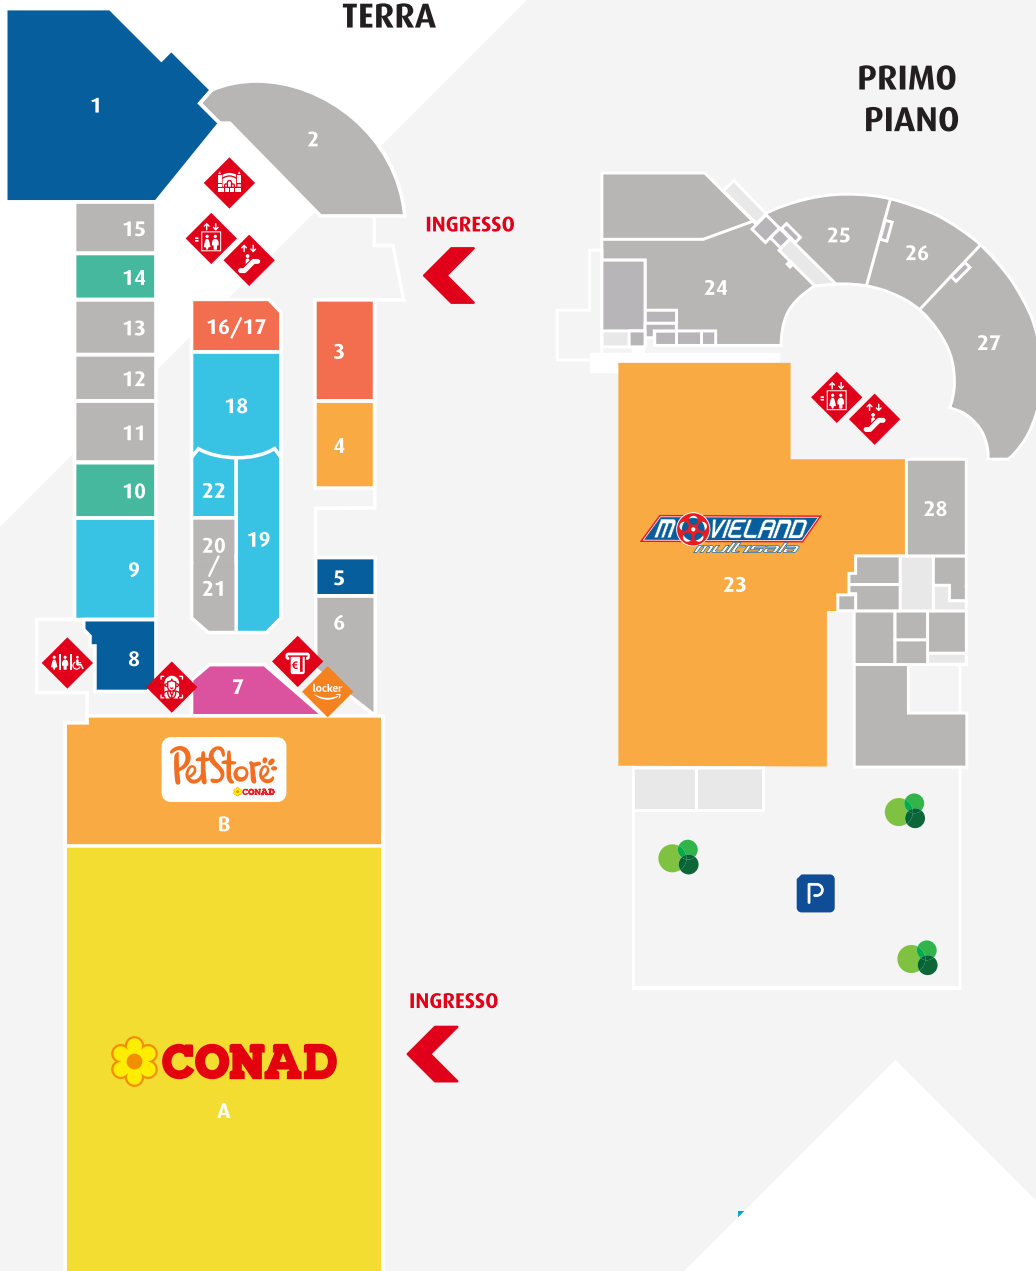 TERRA
1
2
INGRESSO
15
14
13
12
11
10
9
8
16/17
18
22
19
20
/
21
3
4
5
6
7
€
locker
PetStore
CONAD
B
CONAD
A
INGRESSO
PRIMO
PIANO
24
25
26
27
28
MOVIELAND
multisala
23
P